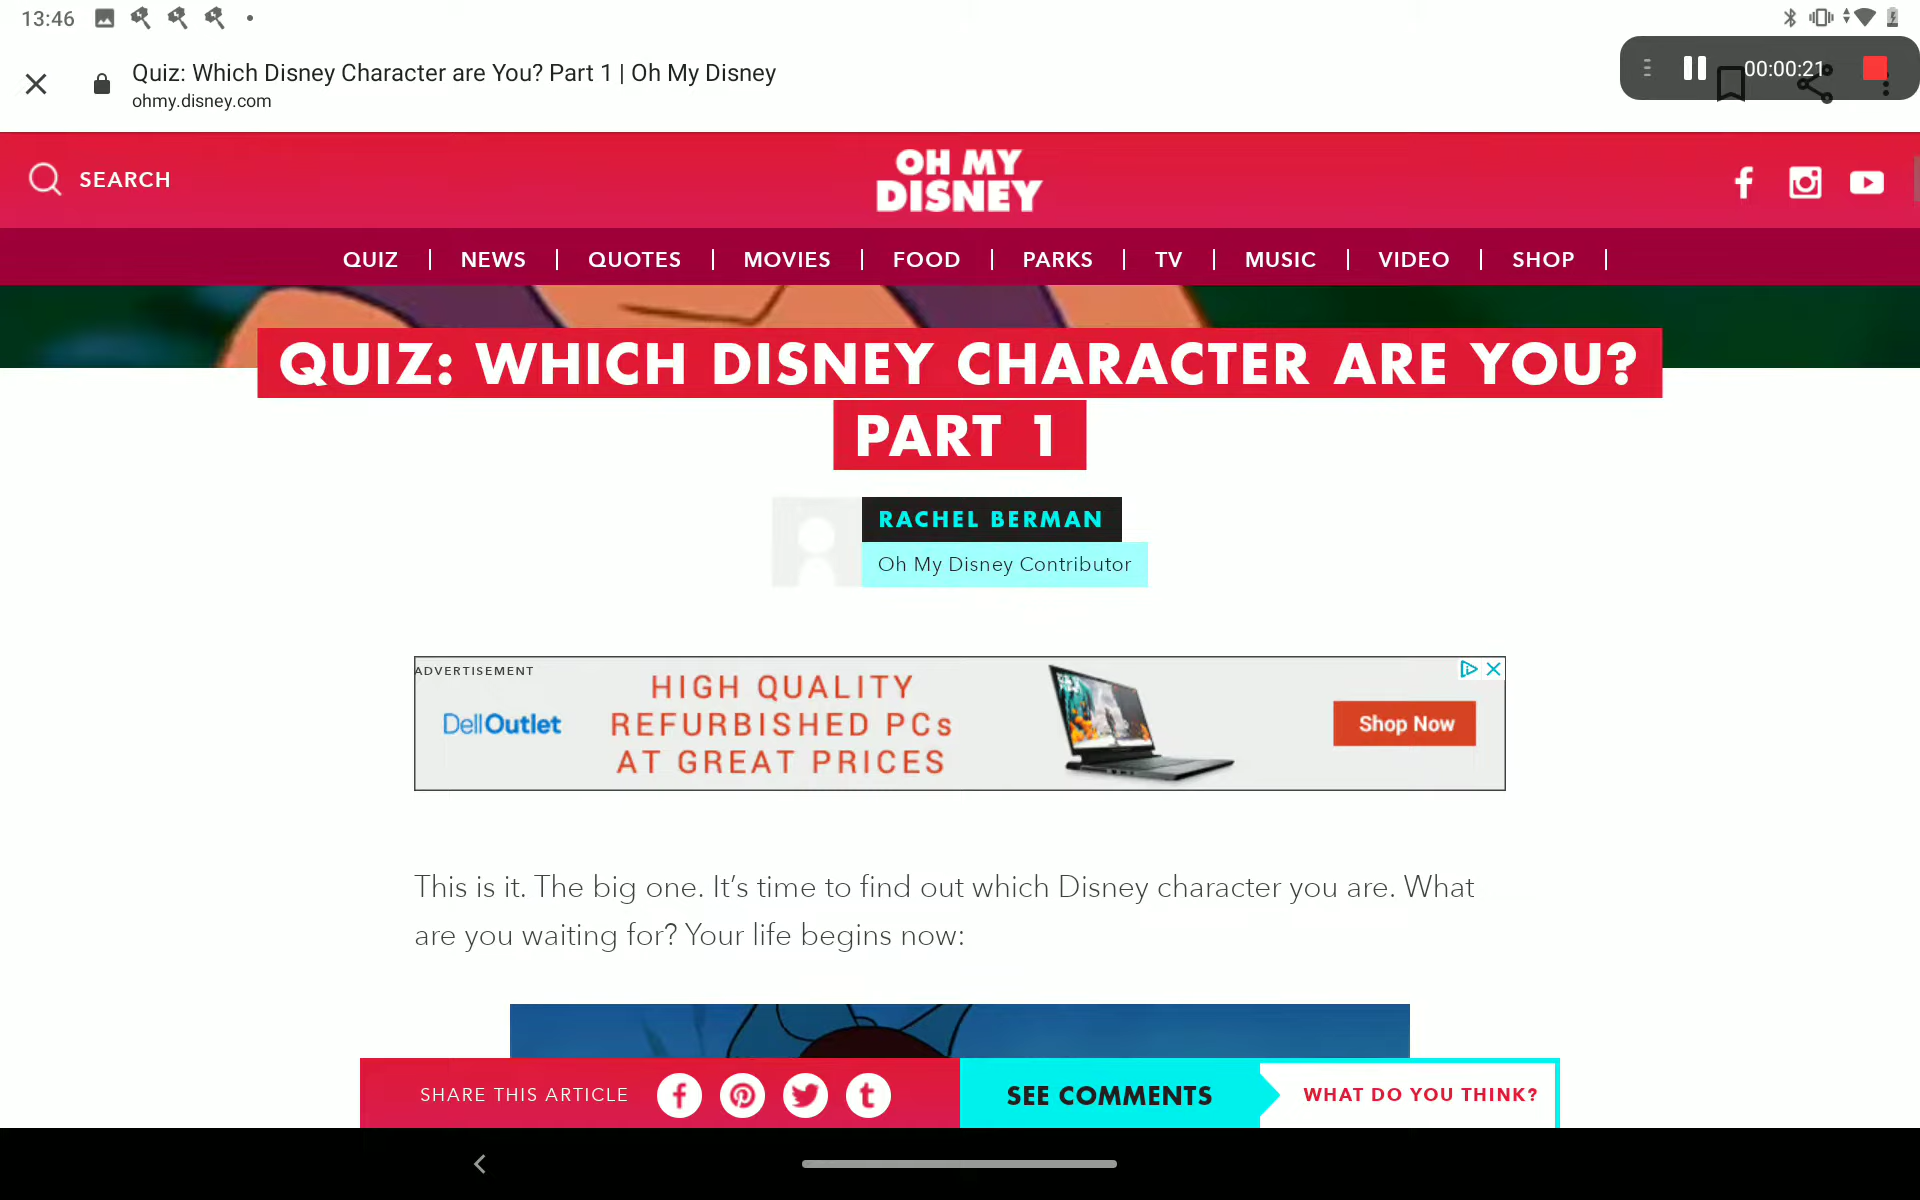 13:46
Quiz: Which Disney Character are You? Part 1 | Oh My Disney
ohmy.disney.com
00:00:21
SEARCH
OH MY
DISNEY
QUIZ | NEWS | QUOTES | MOVIES | FOOD | PARKS | TV | MUSIC | VIDEO | SHOP |
QUIZ: WHICH DISNEY CHARACTER ARE YOU?
PART 1
RACHEL BERMAN
Oh My Disney Contributor
ADVERTISEMENT
DellOutlet
HIGH QUALITY
REFURBISHED PCs
AT GREAT PRICES
Shop Now
This is it. The big one. It’s time to find out which Disney character you are. What
are you waiting for? Your life begins now:
SHARE THIS ARTICLE
SEE COMMENTS
WHAT DO YOU THINK?